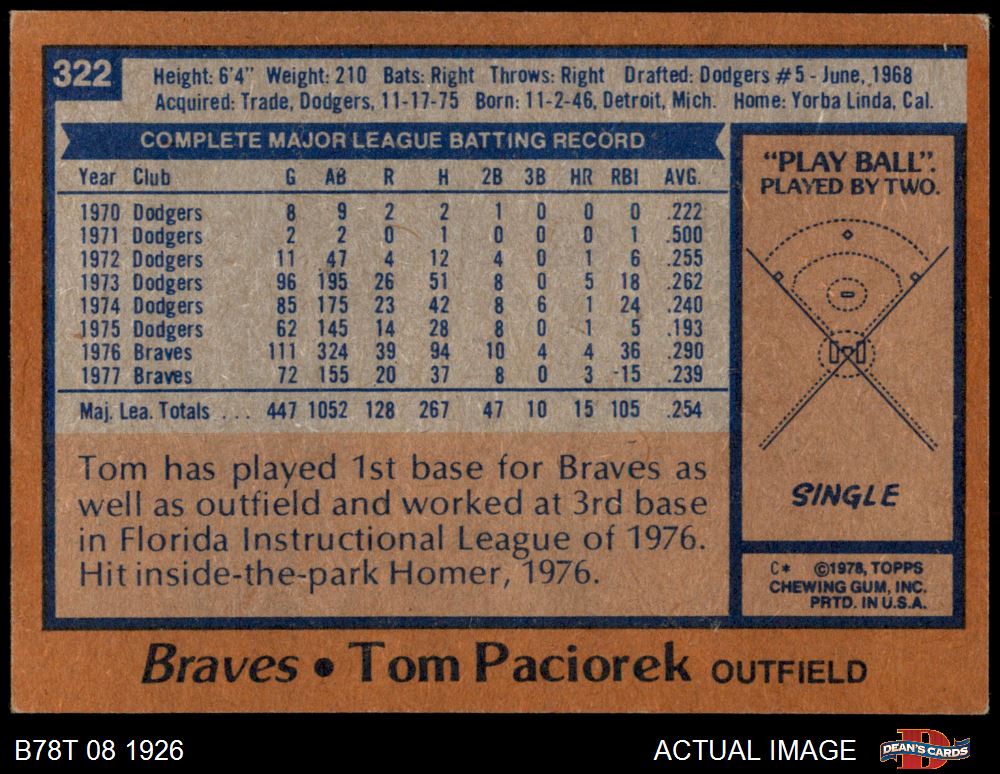 322
Height: 6'4" Weight: 210 Bats: Right Throws: Right Drafted: Dodgers #5 - June, 1968
Acquired: Trade, Dodgers, 11-17-75 Born: 11-2-46, Detroit, Mich. Home: Yorba Linda, Cal.
COMPLETE MAJOR LEAGUE BATTING RECORD
Year Club G AB R H 2B 3B HR RBI AVG.
1970 Dodgers 8 9 2 2 1 0 0 0 .222
1971 Dodgers 2 2 0 1 0 0 0 1 .500
1972 Dodgers 11 47 4 12 4 0 1 6 .255
1973 Dodgers 96 195 26 51 8 0 5 18 .262
1974 Dodgers 85 175 23 42 8 6 1 24 .240
1975 Dodgers 62 145 14 28 8 0 1 5 .193
1976 Braves 111 324 39 94 10 4 4 36 .290
1977 Braves 72 155 20 37 8 0 3 -15 .239
Maj. Lea. Totals . . . 447 1052 128 267 47 10 15 105 .254
Tom has played 1st base for Braves as
well as outfield and worked at 3rd base
in Florida Instructional League of 1976.
Hit inside-the-park Homer, 1976.
"PLAY BALL".
PLAYED BY TWO.
SINGLE
C* ©1978, TOPPS
CHEWING GUM, INC.
PRTD. IN U.S.A.
Braves • Tom Paciorek OUTFIELD
B78T 08 1926
ACTUAL IMAGE
DEAN'S CARDS